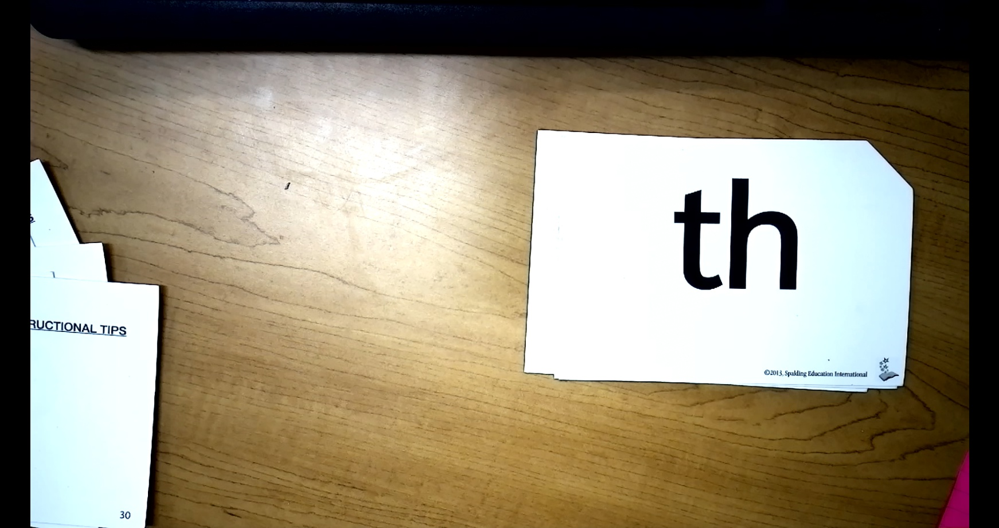 th
©2013, Spalding Education International
RUCTIONAL TIPS
30